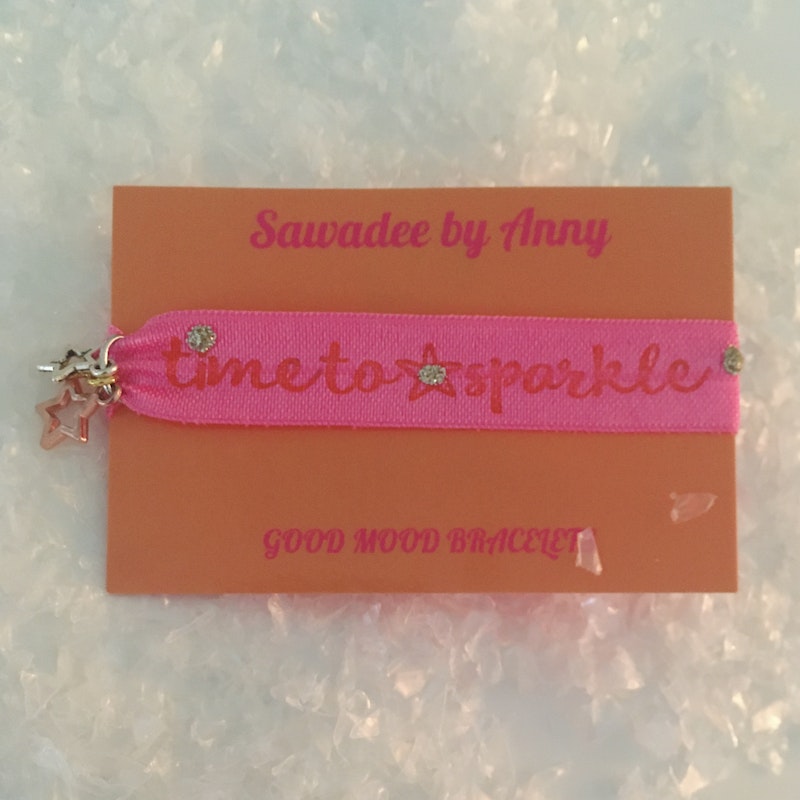 Sawadee by Anny
time to sparkle
GOOD MOOD BRACELET